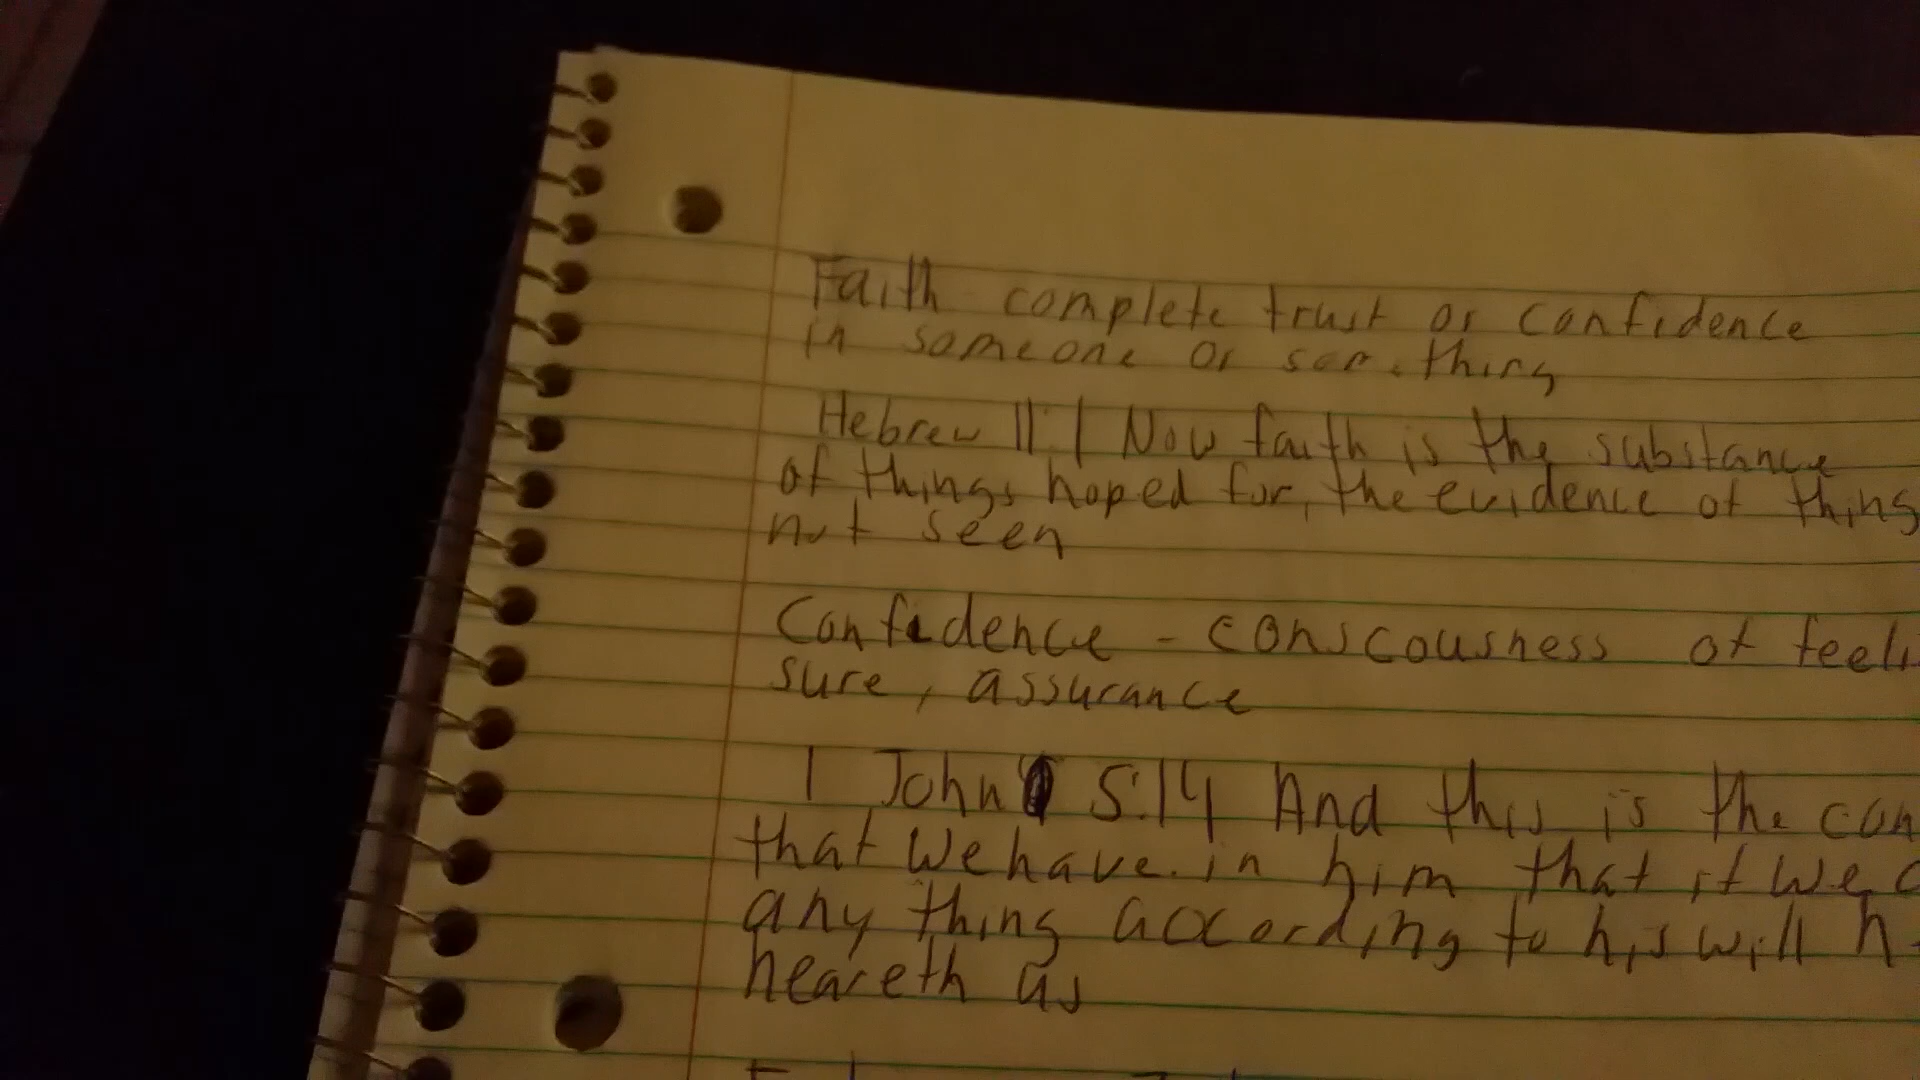 Faith complete trust or confidence
in someone or something
Hebrew 11:1 Now faith is the substance
of things hoped for, the evidence of thing
not seen
Confidence - conscousness of feeli
sure, assurance
1 John 5:14 And this is the con
that we have in him that if we
any thing according to his will h
heareth us